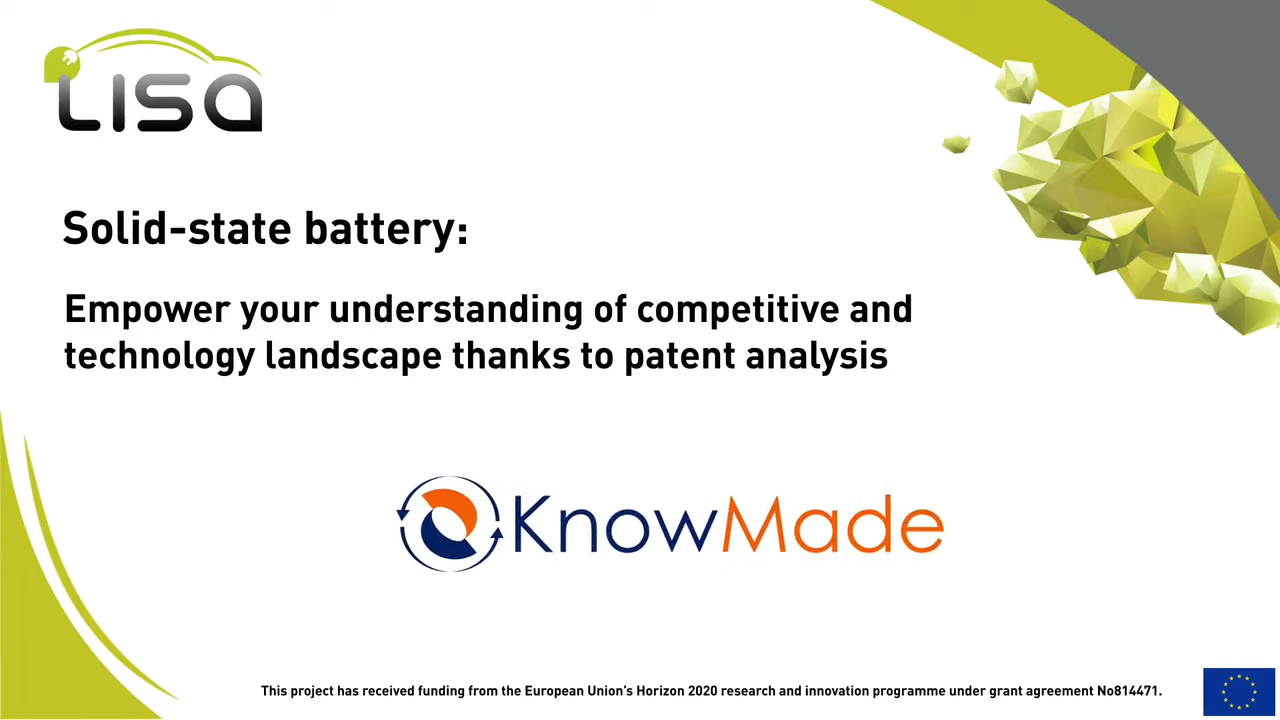 LISA
Solid-state battery:
Empower your understanding of competitive and
technology landscape thanks to patent analysis
KnowMade
This project has received funding from the European Union's Horizon 2020 research and innovation programme under grant agreement No814471.